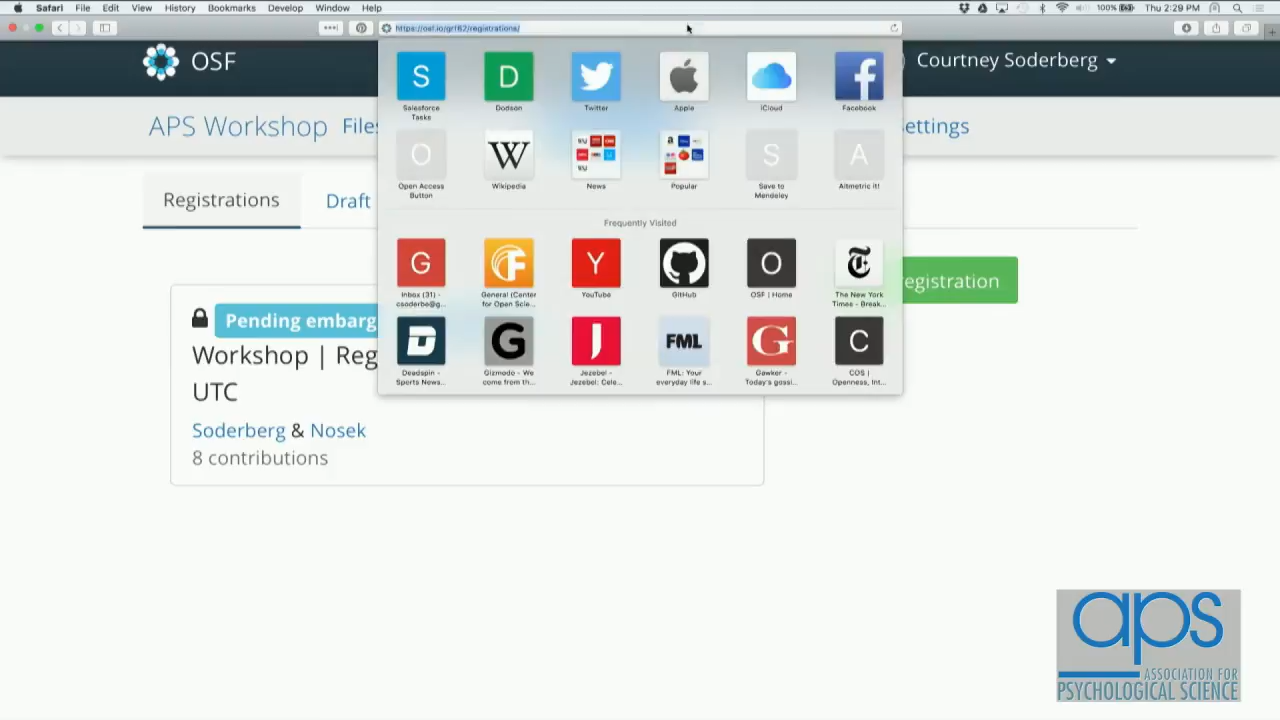 Safari File Edit View History Bookmarks Develop Window Help 100% Thu 2:29 PM
https://osf.io/grf62/registrations/
OSF
Courtney Soderberg
APS Workshop Files ettings
Registrations Draft
egistration
Pending embarg
Workshop | Reg
UTC
Soderberg & Nosek
8 contributions
S D
Salesforce Tasks
Dodson
Twitter
Apple
iCloud
Facebook
O W S A
Open Access Button
Wikipedia
News
Popular
Save to Mendeley
Altmetric it!
Frequently Visited
G F Y O T
Inbox (31) - csoderbe@g...
General (Center for Open Scie...
YouTube
GitHub
OSF | Home
The New York Times - Break...
D G J FML G C
Deadspin - Sports News...
Gizmodo - We come from th...
Jezebel - Jezebel: Cele...
FML: Your everyday life s...
Gawker - Today's gossi...
COS | Openness, Int...
aps
ASSOCIATION FOR
PSYCHOLOGICAL SCIENCE